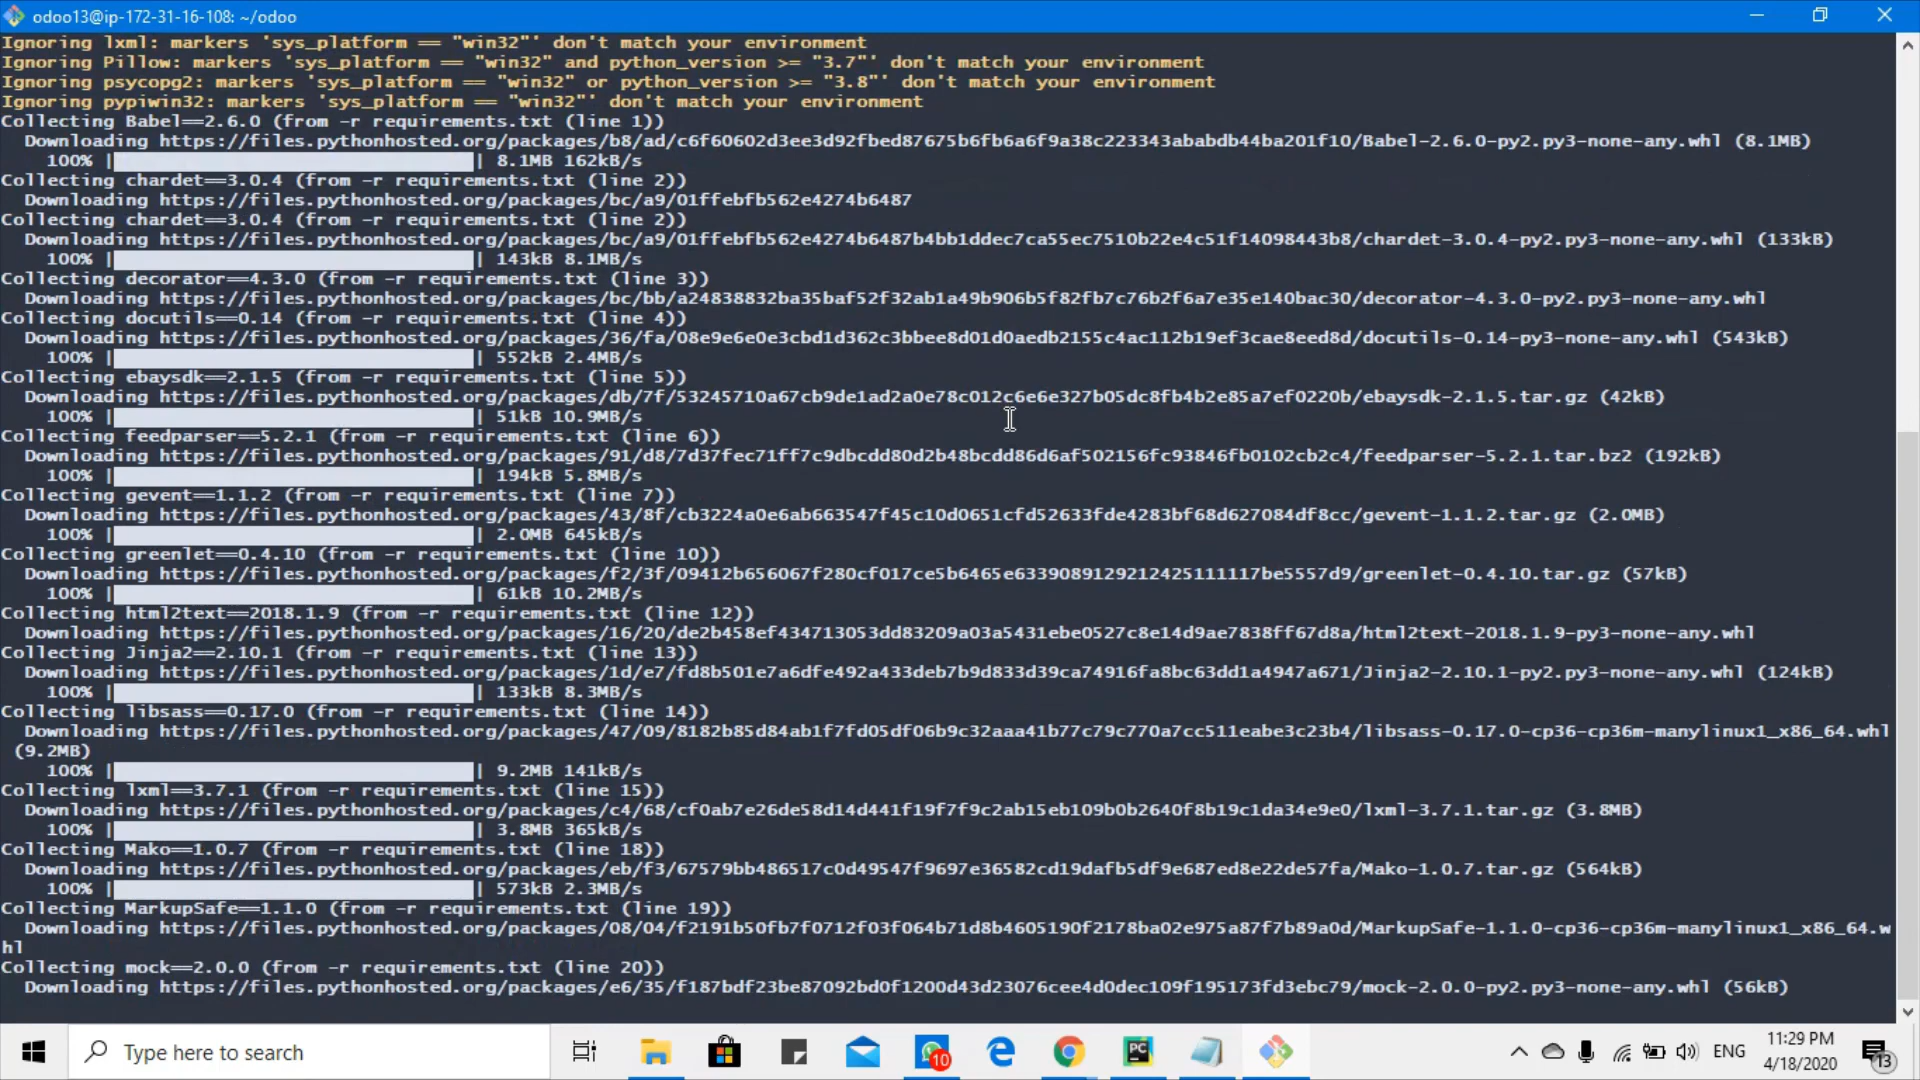 odoo13@ip-172-31-16-108: ~/odoo
Ignoring lxml: markers 'sys_platform == "win32"' don't match your environment
Ignoring Pillow: markers 'sys_platform == "win32" and python_version >= "3.7"' don't match your environment
Ignoring psycopg2: markers 'sys_platform == "win32" or python_version >= "3.8"' don't match your environment
Ignoring pypiwin32: markers 'sys_platform == "win32"' don't match your environment
Collecting Babel==2.6.0 (from -r requirements.txt (line 1))
Downloading https://files.pythonhosted.org/packages/b8/ad/c6f60602d3ee3d92fbed87675b6fb6a6f9a38c223343ababdb44ba201f10/Babel-2.6.0-py2.py3-none-any.whl (8.1MB)
100% | | 8.1MB 162kB/s
Collecting chardet==3.0.4 (from -r requirements.txt (line 2))
Downloading https://files.pythonhosted.org/packages/bc/a9/01ffebfb562e4274b6487
Collecting chardet==3.0.4 (from -r requirements.txt (line 2))
Downloading https://files.pythonhosted.org/packages/bc/a9/01ffebfb562e4274b6487b4bb1ddec7ca55ec7510b22e4c51f14098443b8/chardet-3.0.4-py2.py3-none-any.whl (133kB)
100% | | 143kB 8.1MB/s
Collecting decorator==4.3.0 (from -r requirements.txt (line 3))
Downloading https://files.pythonhosted.org/packages/bc/bb/a24838832ba35baf52f32ab1a49b906b5f82fb7c76b2f6a7e35e140bac30/decorator-4.3.0-py2.py3-none-any.whl
Collecting docutils==0.14 (from -r requirements.txt (line 4))
Downloading https://files.pythonhosted.org/packages/36/fa/08e9e6e0e3cbd1d362c3bbee8d01d0aedb2155c4ac112b19ef3cae8eed8d/docutils-0.14-py3-none-any.whl (543kB)
100% | | 552kB 2.4MB/s
Collecting ebaysdk==2.1.5 (from -r requirements.txt (line 5))
Downloading https://files.pythonhosted.org/packages/db/7f/53245710a67cb9de1ad2a0e78c012c6e6e327b05dc8fb4b2e85a7ef0220b/ebaysdk-2.1.5.tar.gz (42kB)
100% | | 51kB 10.9MB/s
Collecting feedparser==5.2.1 (from -r requirements.txt (line 6))
Downloading https://files.pythonhosted.org/packages/91/d8/7d37fec71ff7c9dbcdd80d2b48bcdd86d6af502156fc93846fb0102cb2c4/feedparser-5.2.1.tar.bz2 (192kB)
100% | | 194kB 5.8MB/s
Collecting gevent==1.1.2 (from -r requirements.txt (line 7))
Downloading https://files.pythonhosted.org/packages/43/8f/cb3224a0e6ab663547f45c10d0651cfd52633fde4283bf68d627084df8cc/gevent-1.1.2.tar.gz (2.0MB)
100% | | 2.0MB 645kB/s
Collecting greenlet==0.4.10 (from -r requirements.txt (line 10))
Downloading https://files.pythonhosted.org/packages/f2/3f/09412b656067f280cf017ce5b6465e6339089129212425111117be5557d9/greenlet-0.4.10.tar.gz (57kB)
100% | | 61kB 10.2MB/s
Collecting html2text==2018.1.9 (from -r requirements.txt (line 12))
Downloading https://files.pythonhosted.org/packages/16/20/de2b458ef434713053dd83209a03a5431ebe0527c8e14d9ae7838ff67d8a/html2text-2018.1.9-py3-none-any.whl
Collecting Jinja2==2.10.1 (from -r requirements.txt (line 13))
Downloading https://files.pythonhosted.org/packages/1d/e7/fd8b501e7a6dfe492a433deb7b9d833d39ca74916fa8bc63dd1a4947a671/Jinja2-2.10.1-py2.py3-none-any.whl (124kB)
100% | | 133kB 8.3MB/s
Collecting libsass==0.17.0 (from -r requirements.txt (line 14))
Downloading https://files.pythonhosted.org/packages/47/09/8182b85d84ab1f7fd05df06b9c32aaa41b77c79c770a7cc511eabe3c23b4/libsass-0.17.0-cp36-cp36m-manylinux1_x86_64.whl
(9.2MB)
100% | | 9.2MB 141kB/s
Collecting lxml==3.7.1 (from -r requirements.txt (line 15))
Downloading https://files.pythonhosted.org/packages/c4/68/cf0ab7e26de58d14d441f19f7f9c2ab15eb109b0b2640f8b19c1da34e9e0/lxml-3.7.1.tar.gz (3.8MB)
100% | | 3.8MB 365kB/s
Collecting Mako==1.0.7 (from -r requirements.txt (line 18))
Downloading https://files.pythonhosted.org/packages/eb/f3/67579bb486517c0d49547f9697e36582cd19dafb5df9e687ed8e22de57fa/Mako-1.0.7.tar.gz (564kB)
100% | | 573kB 2.3MB/s
Collecting MarkupSafe==1.1.0 (from -r requirements.txt (line 19))
Downloading https://files.pythonhosted.org/packages/08/04/f2191b50fb7f0712f03f064b71d8b4605190f2178ba02e975a87f7b89a0d/MarkupSafe-1.1.0-cp36-cp36m-manylinux1_x86_64.w
hl
Collecting mock==2.0.0 (from -r requirements.txt (line 20))
Downloading https://files.pythonhosted.org/packages/e6/35/f187bdf23be87092bd0f1200d43d23076cee4d0dec109f195173fd3ebc79/mock-2.0.0-py2.py3-none-any.whl (56kB)
Type here to search
10
PC
ENG
11:29 PM
4/18/2020
13